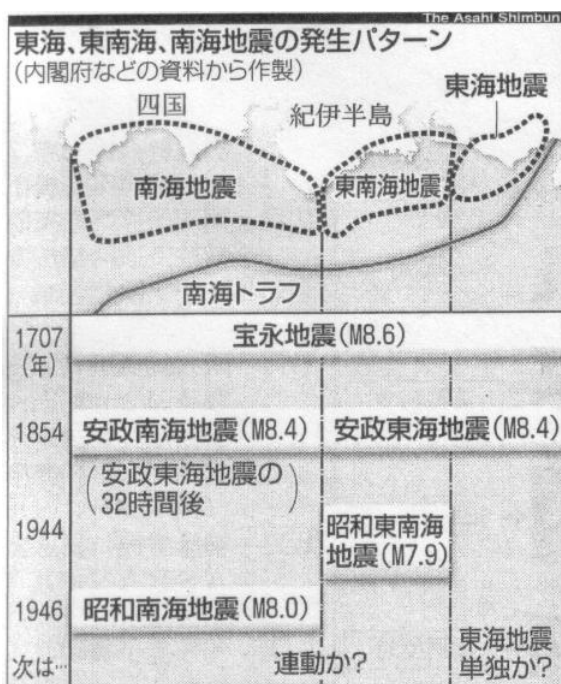 The Asahi Shimbun
東海、東南海、南海地震の発生パターン
(内閣府などの資料から作製)
東海地震
四国
紀伊半島
南海地震
東南海地震
南海トラフ
1707
(年)
宝永地震(M8.6)
1854
安政南海地震(M8.4)
安政東海地震(M8.4)
(安政東海地震の
32時間後)
1944
昭和東南海
地震(M7.9)
1946
昭和南海地震(M8.0)
次は…
連動か?
東海地震
単独か?